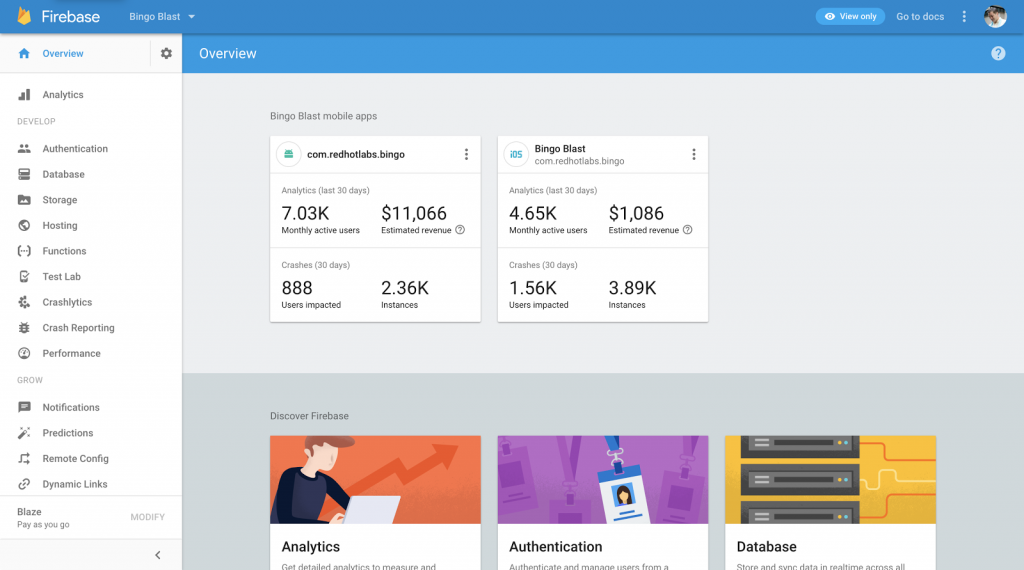 Firebase
Bingo Blast
View only
Go to docs
Overview
Overview
Analytics
DEVELOP
Authentication
Database
Storage
Hosting
Functions
Test Lab
Crashlytics
Crash Reporting
Performance
GROW
Notifications
Predictions
Remote Config
Dynamic Links
Blaze
Pay as you go
MODIFY
Bingo Blast mobile apps
com.redhotlabs.bingo
Analytics (last 30 days)
7.03K $11,066
Monthly active users Estimated revenue ?
Crashes (30 days)
888 2.36K
Users impacted Instances
iOS
Bingo Blast
com.redhotlabs.bingo
Analytics (last 30 days)
4.65K $1,086
Monthly active users Estimated revenue ?
Crashes (30 days)
1.56K 3.89K
Users impacted Instances
Discover Firebase
Analytics
Get detailed analytics to measure and
Authentication
Authenticate and manage users from a
Database
Store and sync data in realtime across all